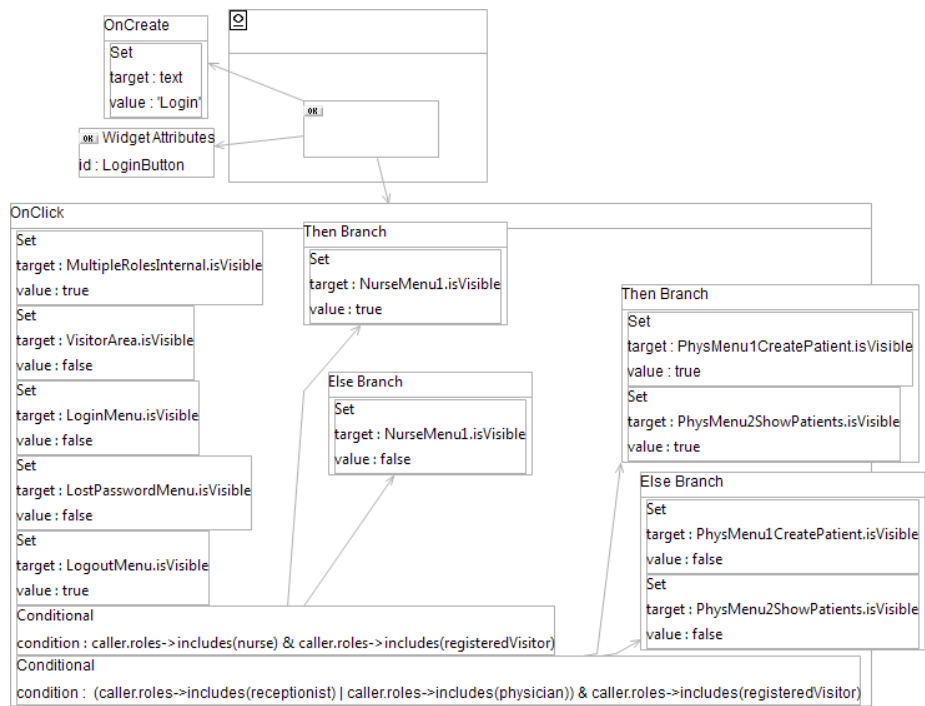 OnCreate
Set
target : text
value : 'Login'
OK
OK Widget Attributes
id : LoginButton
OnClick
Set
target : MultipleRolesInternal.isVisible
value : true
Set
target : VisitorArea.isVisible
value : false
Set
target : LoginMenu.isVisible
value : false
Set
target : LostPasswordMenu.isVisible
value : false
Set
target : LogoutMenu.isVisible
value : true
Conditional
condition : caller.roles->includes(nurse) & caller.roles->includes(registeredVisitor)
Conditional
condition :  (caller.roles->includes(receptionist) | caller.roles->includes(physician)) & caller.roles->includes(registeredVisitor)
Then Branch
Set
target : NurseMenu1.isVisible
value : true
Else Branch
Set
target : NurseMenu1.isVisible
value : false
Then Branch
Set
target : PhysMenu1CreatePatient.isVisible
value : true
Set
target : PhysMenu2ShowPatients.isVisible
value : true
Else Branch
Set
target : PhysMenu1CreatePatient.isVisible
value : false
Set
target : PhysMenu2ShowPatients.isVisible
value : false